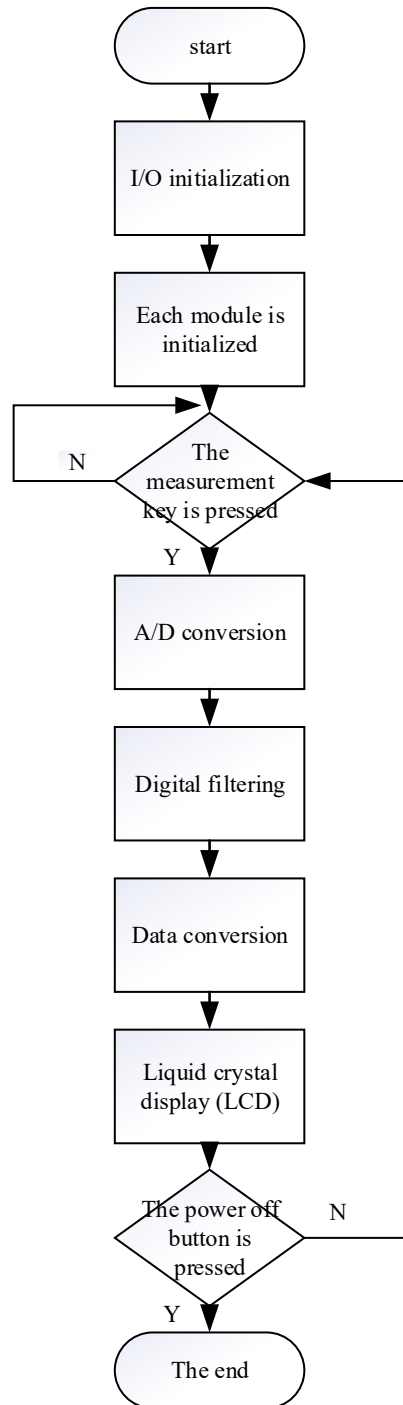 start
I/O initialization
Each module is
initialized
N
The
measurement
key is pressed
Y
A/D conversion
Digital filtering
Data conversion
Liquid crystal
display (LCD)
The power off
button is
pressed
N
Y
The end